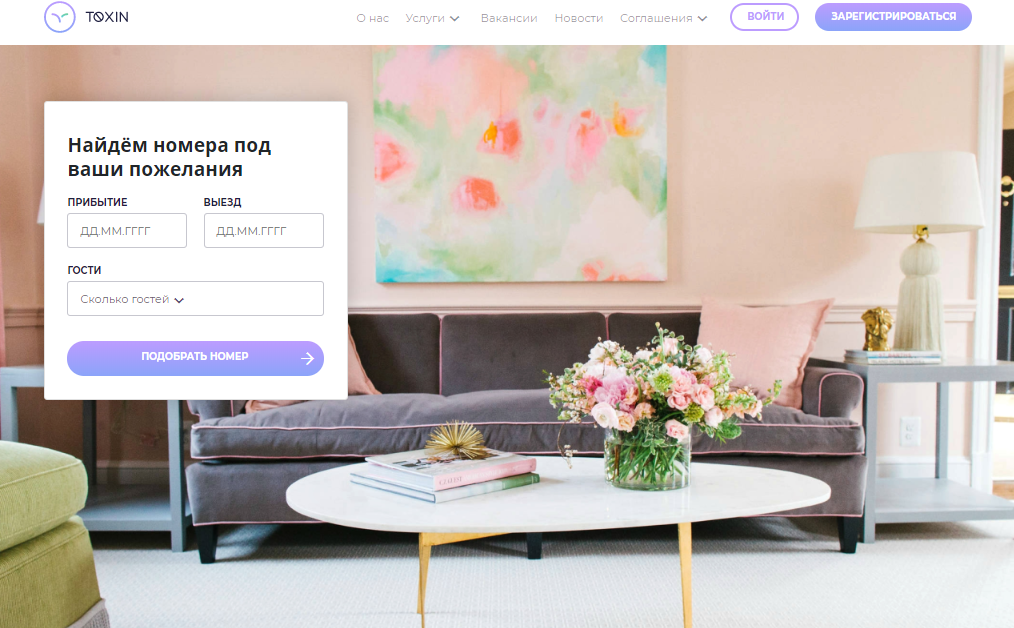 TOXIN
О нас
Услуги
Вакансии
Новости
Соглашения
ВОЙТИ
ЗАРЕГИСТРИРОВАТЬСЯ
Найдём номера под
ваши пожелания
ПРИБЫТИЕ
ВЫЕЗД
ДД.ММ.ГГГГ
ДД.ММ.ГГГГ
ГОСТИ
Сколько гостей
ПОДОБРАТЬ НОМЕР